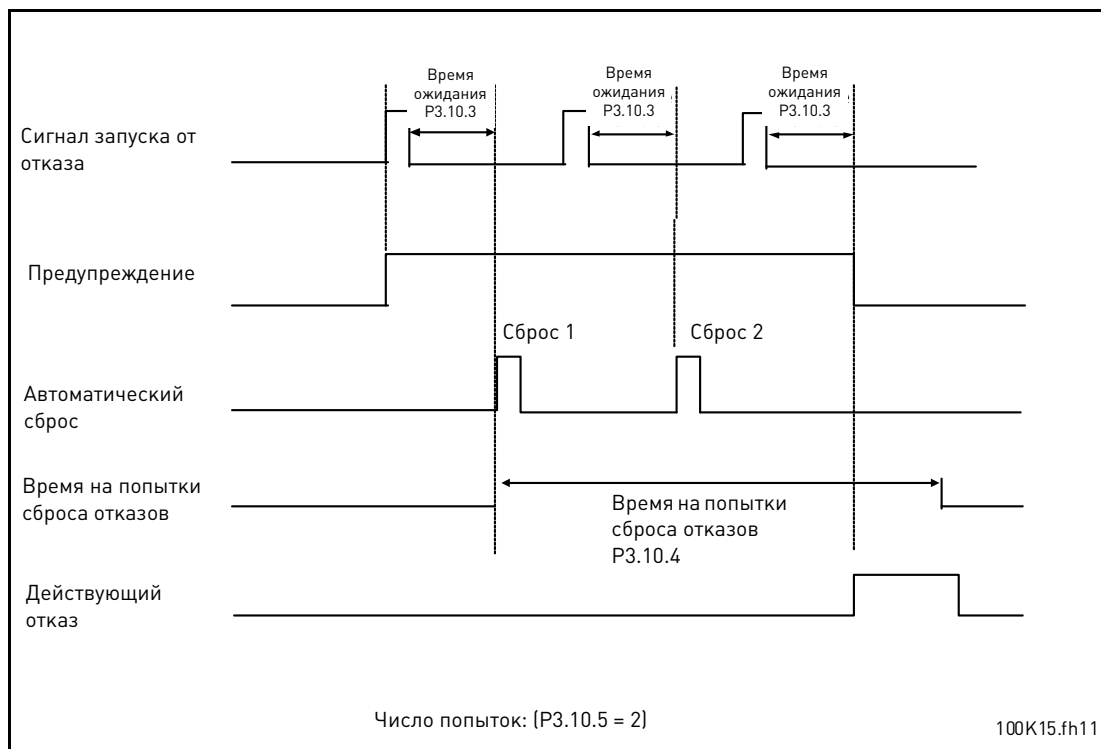 Время
ожидания
P3.10.3
Время
ожидания
P3.10.3
Время
ожидания
P3.10.3
Сигнал запуска от
отказа
Предупреждение
Сброс 1
Сброс 2
Автоматический
сброс
Время на попытки
сброса отказов
Время на попытки
сброса отказов
P3.10.4
Действующий
отказ
Число попыток: (P3.10.5 = 2)
100K15.fh11